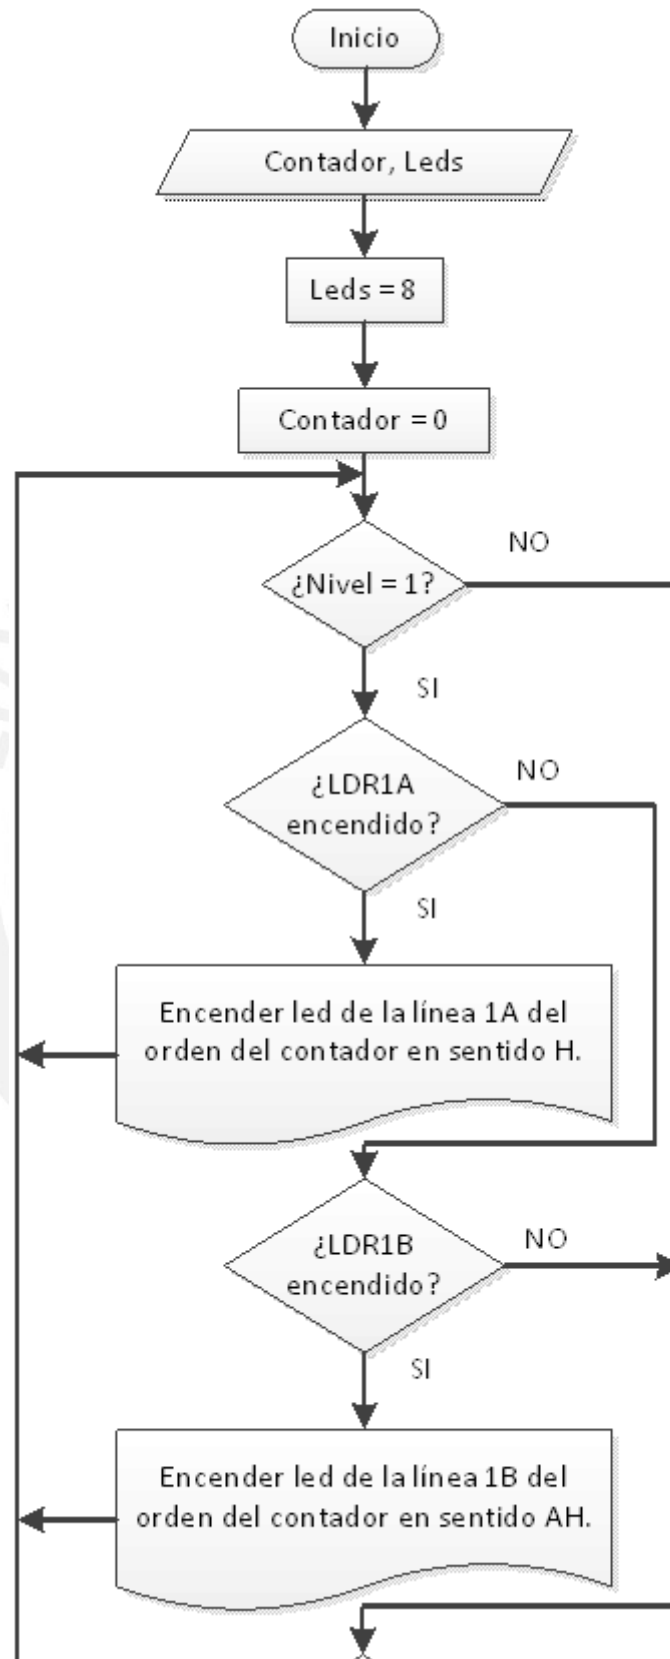 Inicio
Contador, Leds
Leds = 8
Contador = 0
NO
¿Nivel = 1?
SI
NO
¿LDR1A
encendido?
SI
Encender led de la línea 1A del
orden del contador en sentido H.
NO
¿LDR1B
encendido?
SI
Encender led de la línea 1B del
orden del contador en sentido AH.